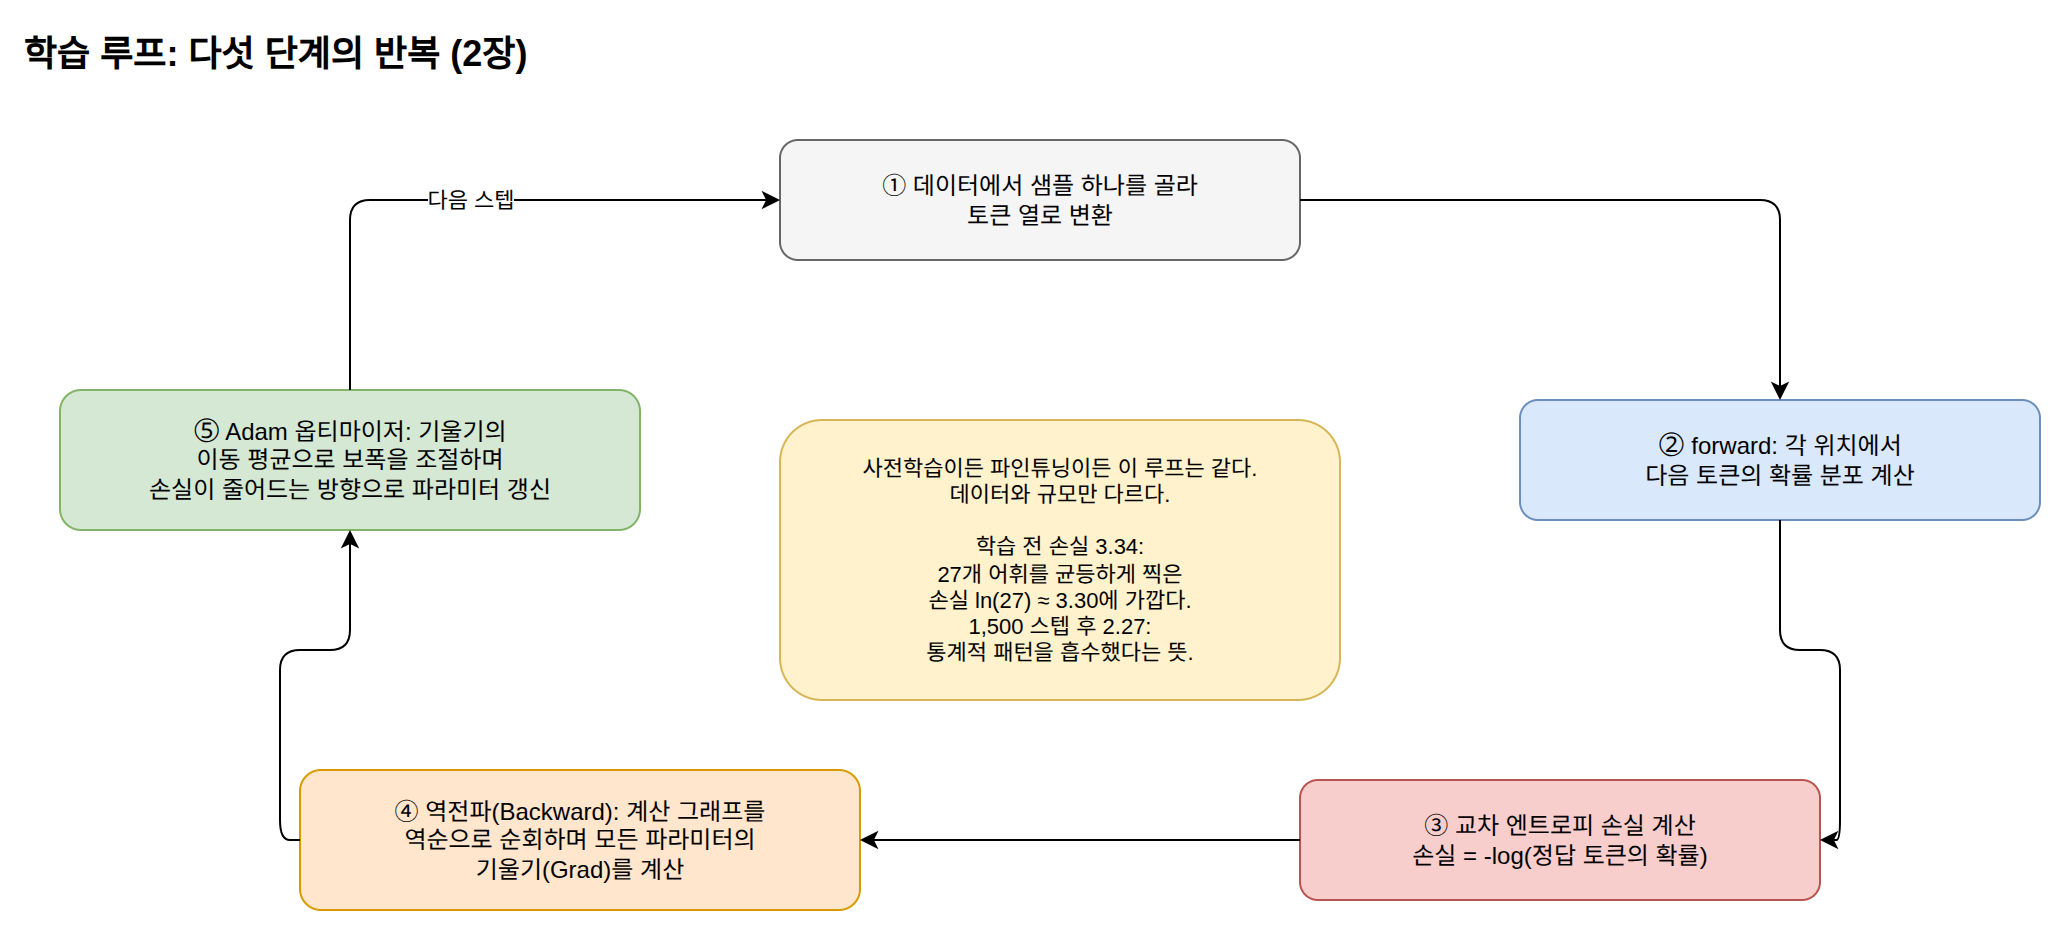 학습 루프: 다섯 단계의 반복 (2장)
① 데이터에서 샘플 하나를 골라
토큰 열로 변환
다음 스텝
② forward: 각 위치에서
다음 토큰의 확률 분포 계산
③ 교차 엔트로피 손실 계산
손실 = -log(정답 토큰의 확률)
④ 역전파(Backward): 계산 그래프를
역순으로 순회하며 모든 파라미터의
기울기(Grad)를 계산
⑤ Adam 옵티마이저: 기울기의
이동 평균으로 보폭을 조절하며
손실이 줄어드는 방향으로 파라미터 갱신
사전학습이든 파인튜닝이든 이 루프는 같다.
데이터와 규모만 다르다.
학습 전 손실 3.34:
27개 어휘를 균등하게 찍은
손실 ln(27) ≈ 3.30에 가깝다.
1,500 스텝 후 2.27:
통계적 패턴을 흡수했다는 뜻.